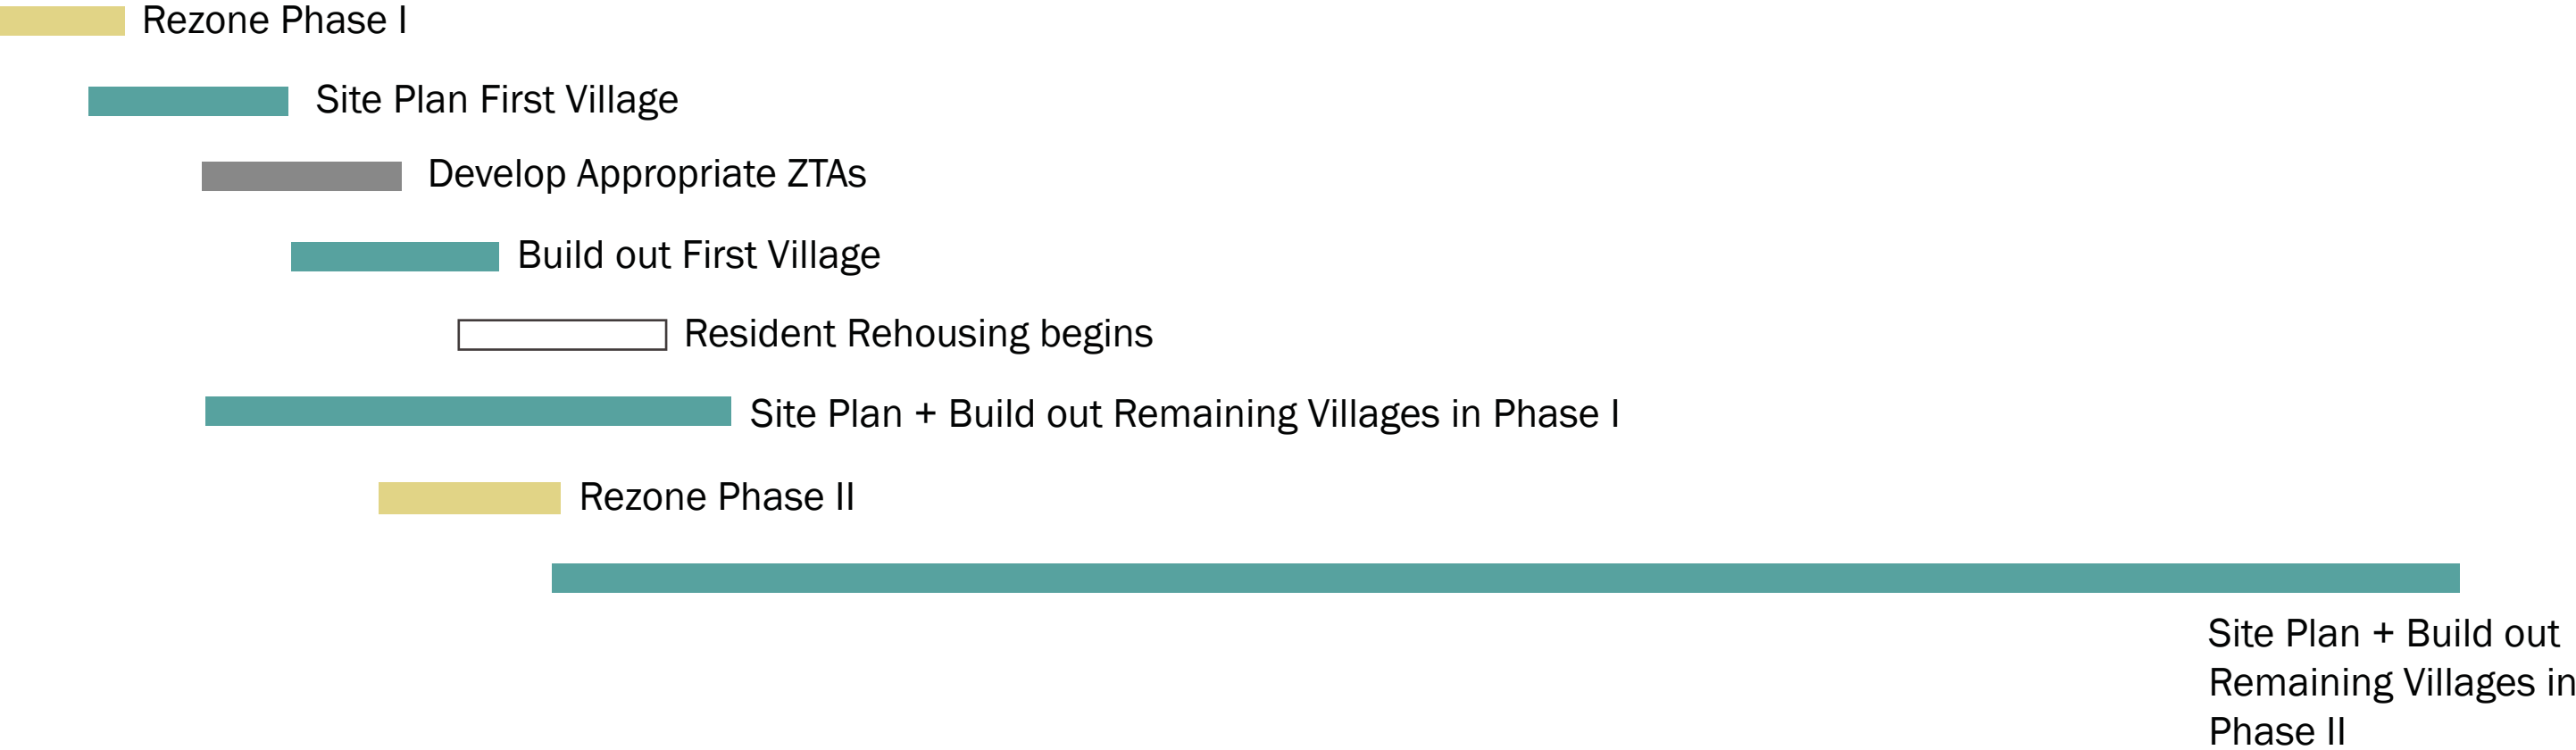 Rezone Phase I
Site Plan First Village
Develop Appropriate ZTAs
Build out First Village
Resident Rehousing begins
Site Plan + Build out Remaining Villages in Phase I
Rezone Phase II
Site Plan + Build out
Remaining Villages in
Phase II